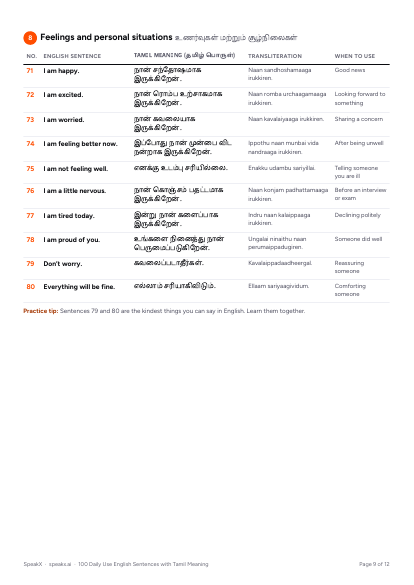 8 Feelings and personal situations உணர்வுகள் மற்றும் சூழ்நிலைகள்
NO. ENGLISH SENTENCE TAMIL MEANING (தமிழ் பொருள்) TRANSLITERATION WHEN TO USE
71 I am happy. நான் சந்தோஷமாக Naan sandhoshamaaga Good news
இருக்கிறேன். irukkiren.
72 I am excited. நான் ரொம்ப உற்சாகமாக Naan romba urchaagamaaga Looking forward to
இருக்கிறேன். irukkiren. something
73 I am worried. நான் கவலையாக Naan kavalaiyaaga irukkiren. Sharing a concern
இருக்கிறேன்.
74 I am feeling better now. இப்போது நான் முன்பை விட Ippothu naan munbai vida After being unwell
நன்றாக இருக்கிறேன். nandraaga irukkiren.
75 I am not feeling well. எனக்கு உடம்பு சரியில்லை. Enakku udambu sariyillai. Telling someone
you are ill
76 I am a little nervous. நான் கொஞ்சம் பதட்டமாக Naan konjam padhattamaaga Before an interview
இருக்கிறேன். irukkiren. or exam
77 I am tired today. இன்று நான் களைப்பாக Indru naan kalaippaaga Declining politely
இருக்கிறேன். irukkiren.
78 I am proud of you. உங்களை நினைத்து நான் Ungalai ninaithu naan Someone did well
பெருமைப்படுகிறேன். perumaippadugiren.
79 Don't worry. கவலைப்படாதீர்கள். Kavalaippadaadheergal. Reassuring
someone
80 Everything will be fine. எல்லாம் சரியாகிவிடும். Ellaam sariyaagividum. Comforting
someone
Practice tip: Sentences 79 and 80 are the kindest things you can say in English. Learn them together.
SpeakX · speakx.ai · 100 Daily Use English Sentences with Tamil Meaning Page 9 of 12